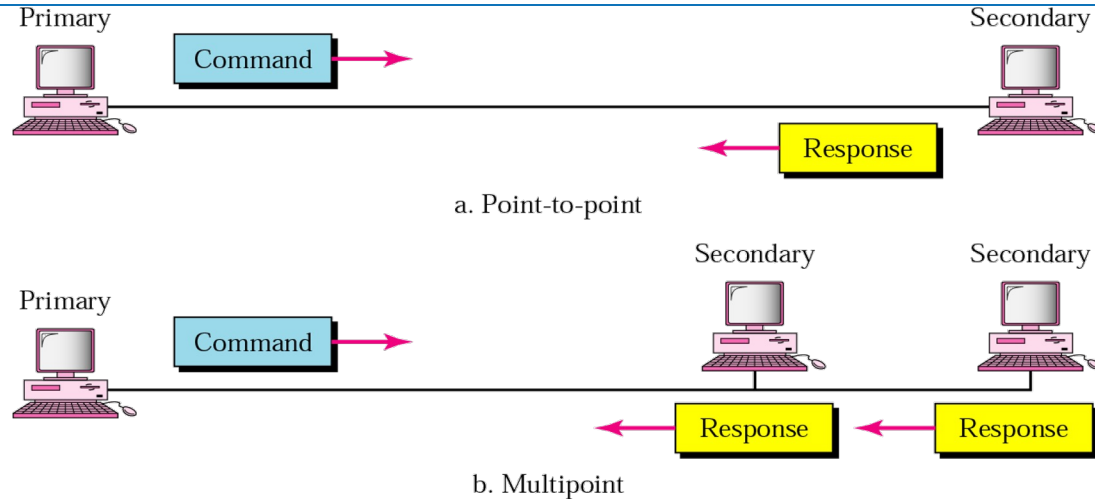 Primary
Secondary
Command
Response
a. Point-to-point
Secondary
Secondary
Primary
Command
Response
Response
b. Multipoint